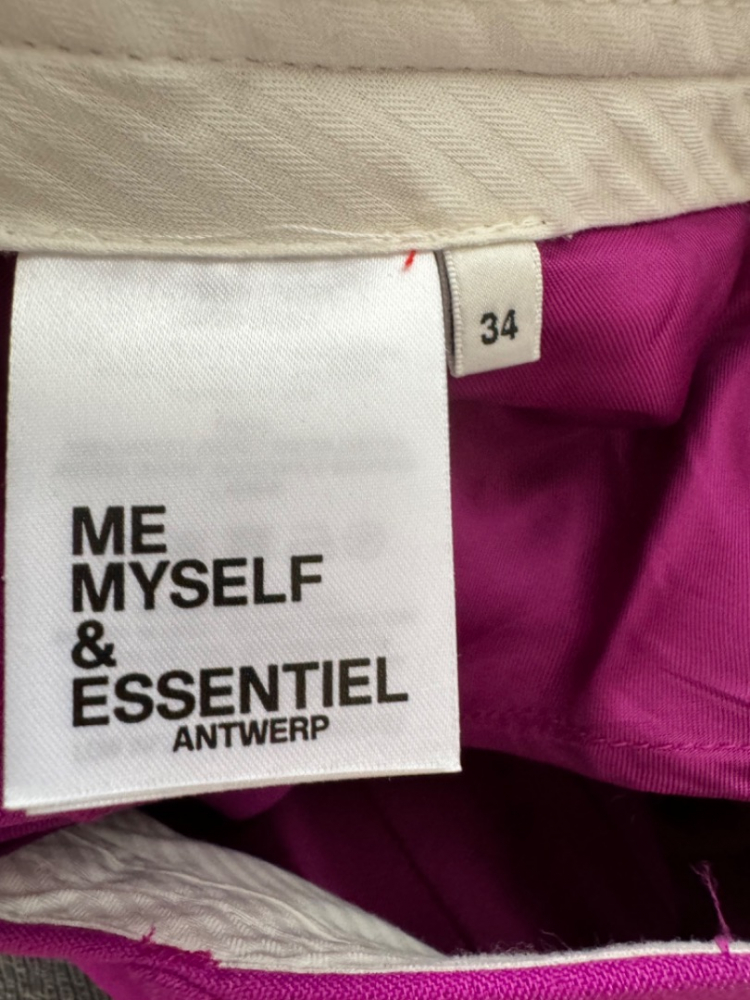 34
ME
MYSELF
&
ESSENTIEL
ANTWERP